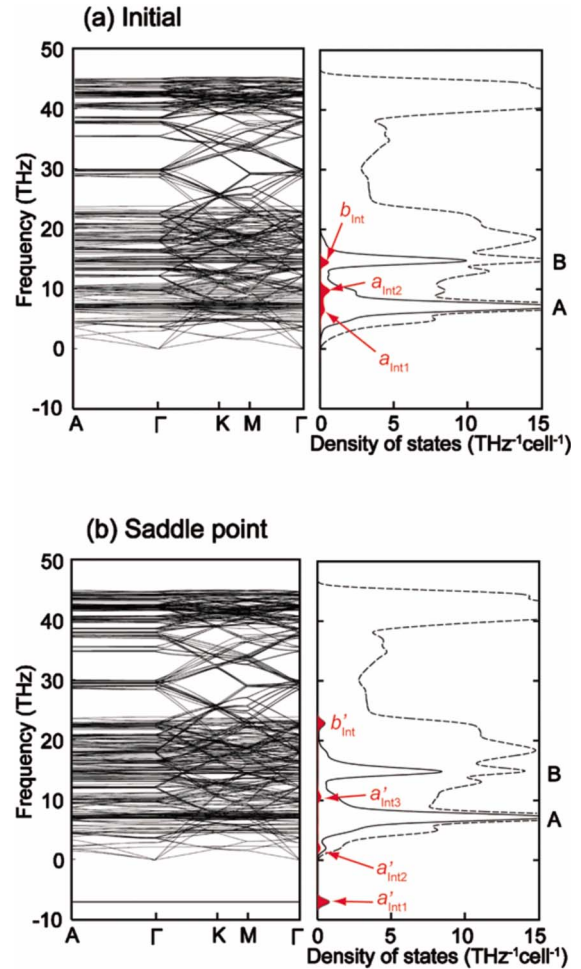 (a) Initial
50
40
30
20
10
0
-10
Frequency (THz)
A Γ K M Γ
b_Int
a_Int2
a_Int1
B
A
0 5 10 15
Density of states (THz⁻¹cell⁻¹)
(b) Saddle point
50
40
30
20
10
0
-10
Frequency (THz)
A Γ K M Γ
b'_Int
a'_Int3
a'_Int2
a'_Int1
B
A
0 5 10 15
Density of states (THz⁻¹cell⁻¹)